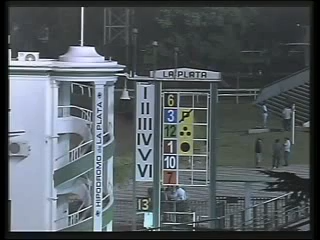 LA PLATA
HIPODROMO de LA PLATA
I 6
II 3 P
III 12
IV 1
V 10
VI 7
13